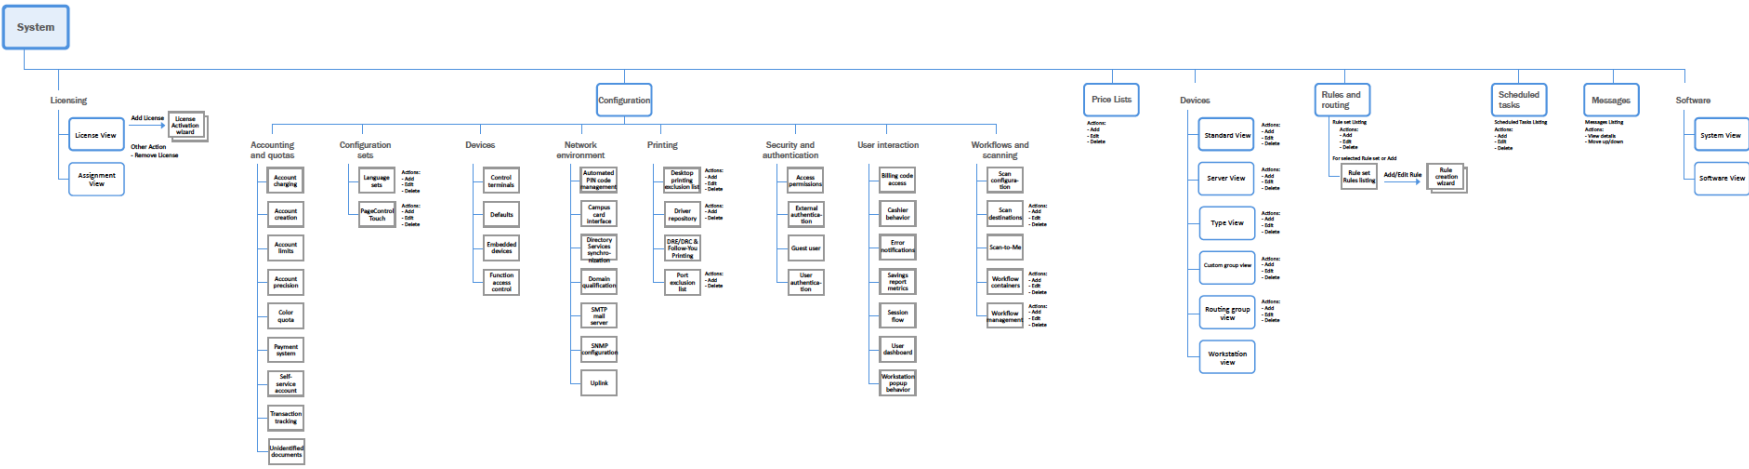 System
Licensing
License View
Add License
License
Activation
wizard
Other Action
- Remove License
Assignment
View
Configuration
Accounting
and quotas
Account
charging
Account
creation
Account
limits
Account
precision
Color
quota
Payment
system
Self-
service
account
Transaction
tracking
Unidentified
documents
Configuration
sets
Language
sets
Actions:
- Add
- Edit
- Delete
PageControl
Touch
Actions:
- Add
- Edit
- Delete
Devices
Control
terminals
Defaults
Embedded
devices
Function
access
control
Network
environment
Automated
PIN code
management
Campus
card
interface
Directory
Services
synchro-
nization
Domain
qualification
SMTP
mail
server
SNMP
configuration
Uplink
Printing
Desktop
printing
exclusion list
Actions:
- Add
- Edit
- Delete
Driver
repository
Actions:
- Add
- Delete
DRE/DRC &
Follow-You
Printing
Port
exclusion
list
Actions:
- Add
- Delete
Security and
authentication
Access
permissions
External
authentica-
tion
Guest user
User
authentica-
tion
User interaction
Billing code
access
Cashier
behavior
Error
notifications
Savings
report
metrics
Session
flow
User
dashboard
Workstation
popup
behavior
Workflows and
scanning
Scan
configura-
tion
Scan
destinations
Actions:
- Add
- Edit
- Delete
Scan-to-Me
Workflow
containers
Actions:
- Add
- Edit
- Delete
Workflow
management
Actions:
- Add
- Edit
- Delete
Price Lists
Actions:
- Add
- Edit
- Delete
Devices
Standard View
Actions:
- Add
- Edit
- Delete
Server View
Actions:
- Add
- Edit
- Delete
Type View
Actions:
- Add
- Edit
- Delete
Custom group view
Actions:
- Add
- Edit
- Delete
Routing group
view
Actions:
- Add
- Edit
- Delete
Workstation
view
Rules and
routing
Rule set Listing
Actions:
- Add
- Edit
- Delete
For selected Rule set or Add
Rule set
Rules listing
Add/Edit Rule
Rule
creation
wizard
Scheduled
tasks
Scheduled Tasks Listing
Actions:
- Add
- Edit
- Delete
Messages
Messages Listing
Actions:
- View details
- Move up/down
Software
System View
Software View